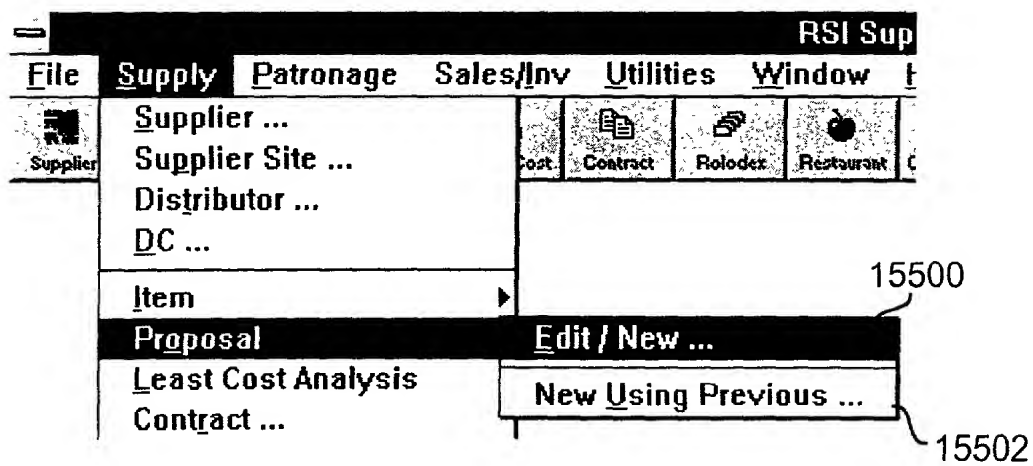 RSI Sup
File Supply Patronage Sales/Inv Utilities Window
Supplier Cost Contract Rolodex Restaurant
Supplier ...
Supplier Site ...
Distributor ...
DC ...
Item
Proposal
Least Cost Analysis
Contract ...
Edit / New ...
New Using Previous ...
15500
15502